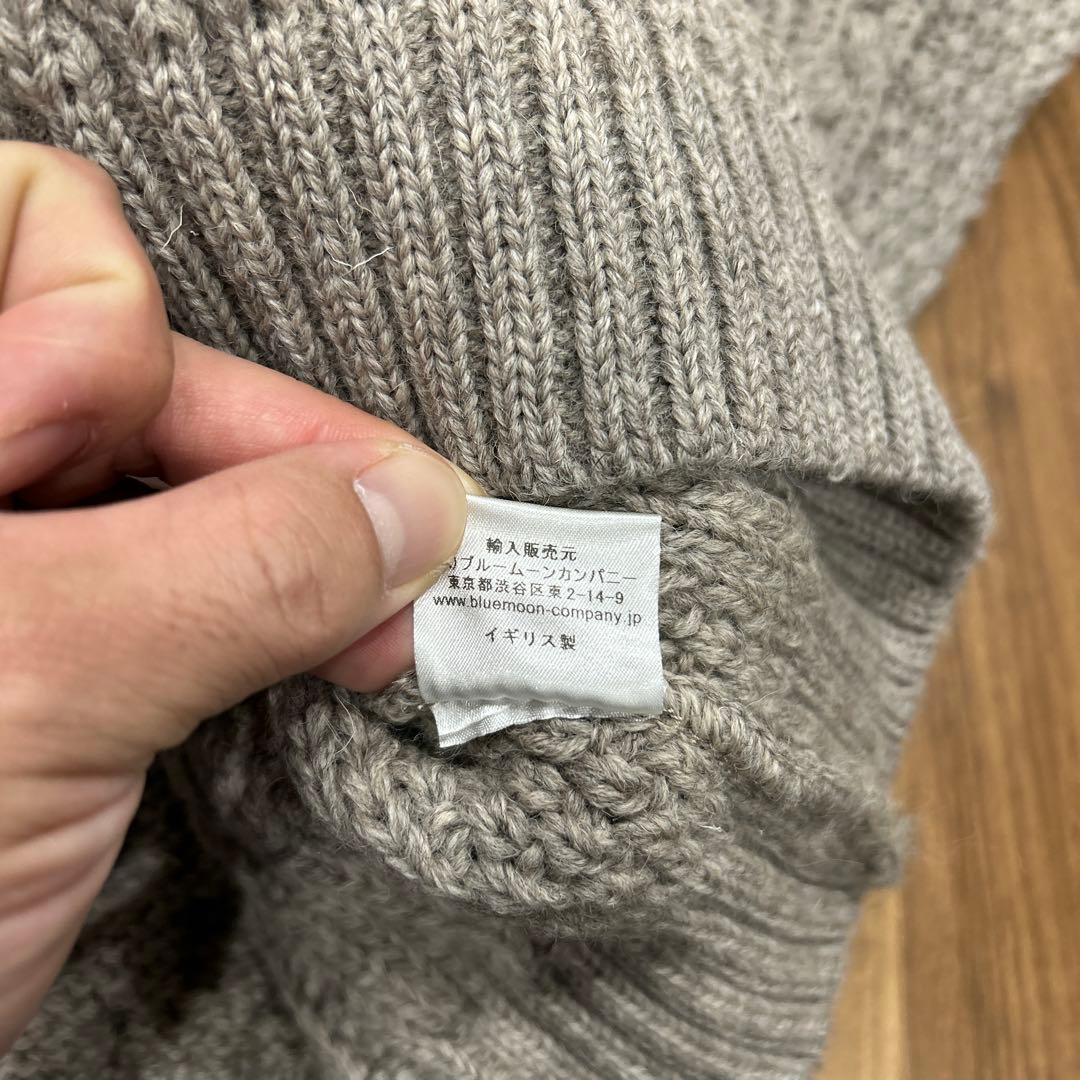 輸入販売元
ブルームーンカンパニー
東京都渋谷区東2-14-9
www.bluemoon-company.jp
イギリス製